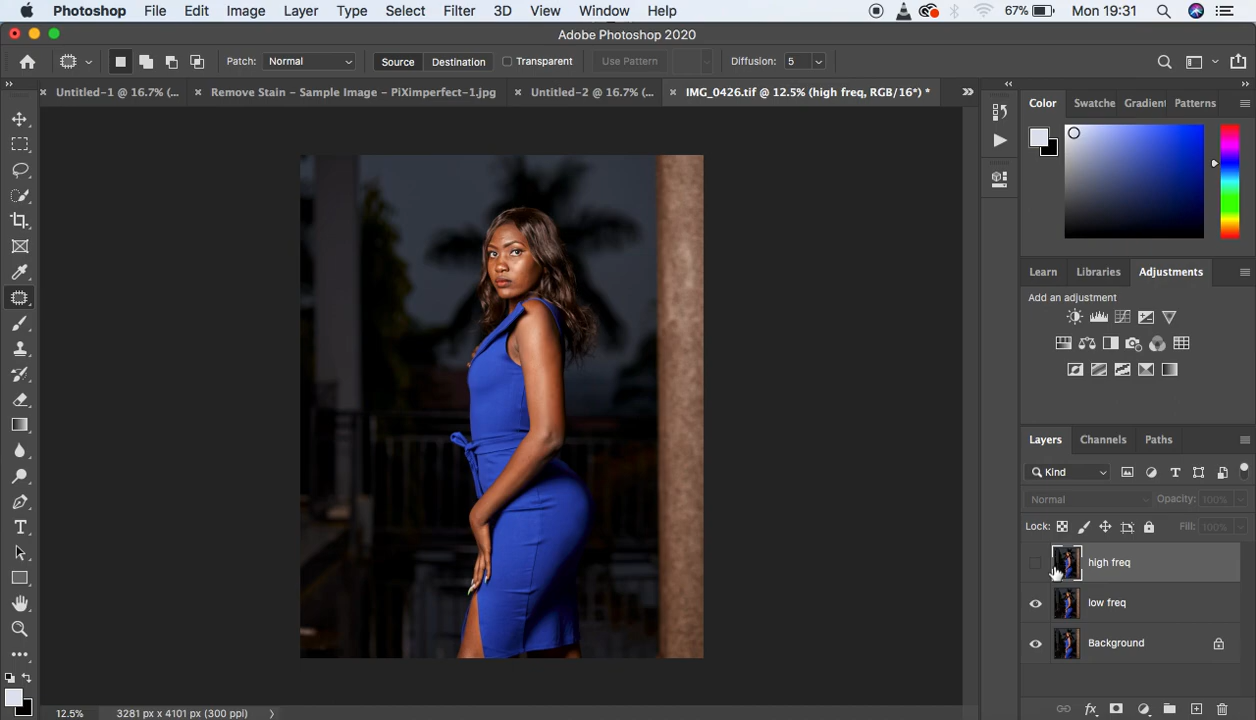 Photoshop File Edit Image Layer Type Select Filter 3D View Window Help 67% Mon 19:31
Adobe Photoshop 2020
Patch: Normal Source Destination Transparent Use Pattern Diffusion: 5
Untitled-1 @ 16.7% (... Remove Stain – Sample Image – PiXimperfect-1.jpg Untitled-2 @ 16.7% (... IMG_0426.tif @ 12.5% (high freq, RGB/16*) *
Color Swatche Gradient Patterns
Learn Libraries Adjustments
Add an adjustment
Layers Channels Paths
Kind
Normal Opacity: 100%
Lock: Fill: 100%
high freq
low freq
Background
12.5% 3281 px x 4101 px (300 ppi)